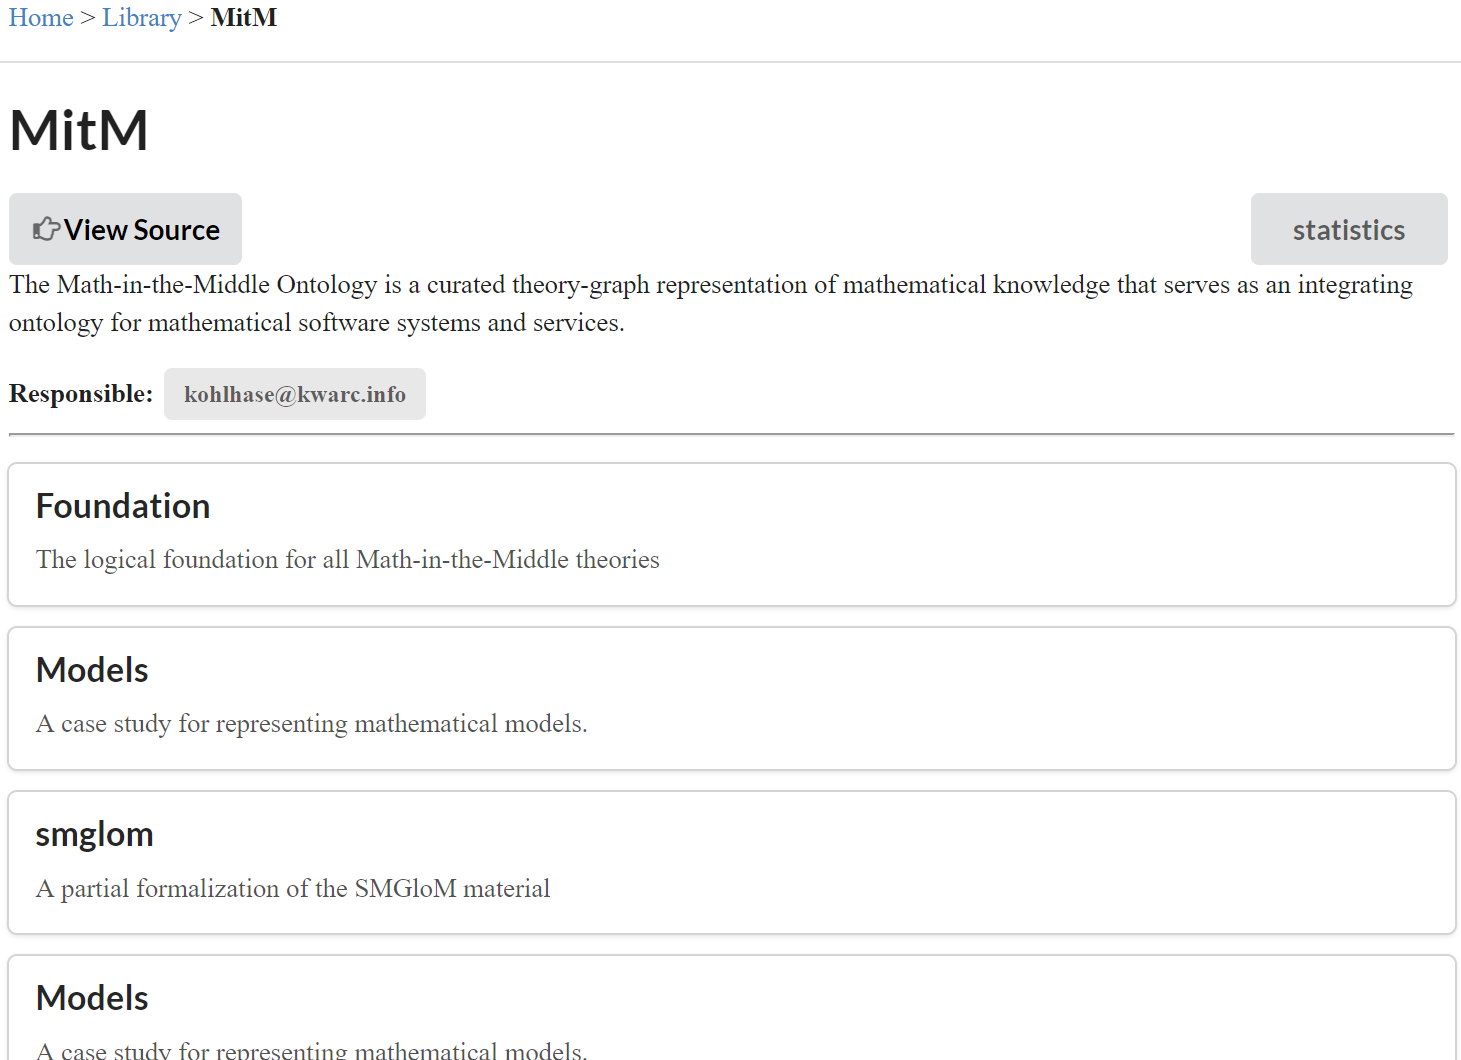 Home > Library > MitM
MitM
View Source
statistics
The Math-in-the-Middle Ontology is a curated theory-graph representation of mathematical knowledge that serves as an integrating
ontology for mathematical software systems and services.
Responsible: kohlhase@kwarc.info
Foundation
The logical foundation for all Math-in-the-Middle theories
Models
A case study for representing mathematical models.
smglom
A partial formalization of the SMGloM material
Models
A case study for representing mathematical models.